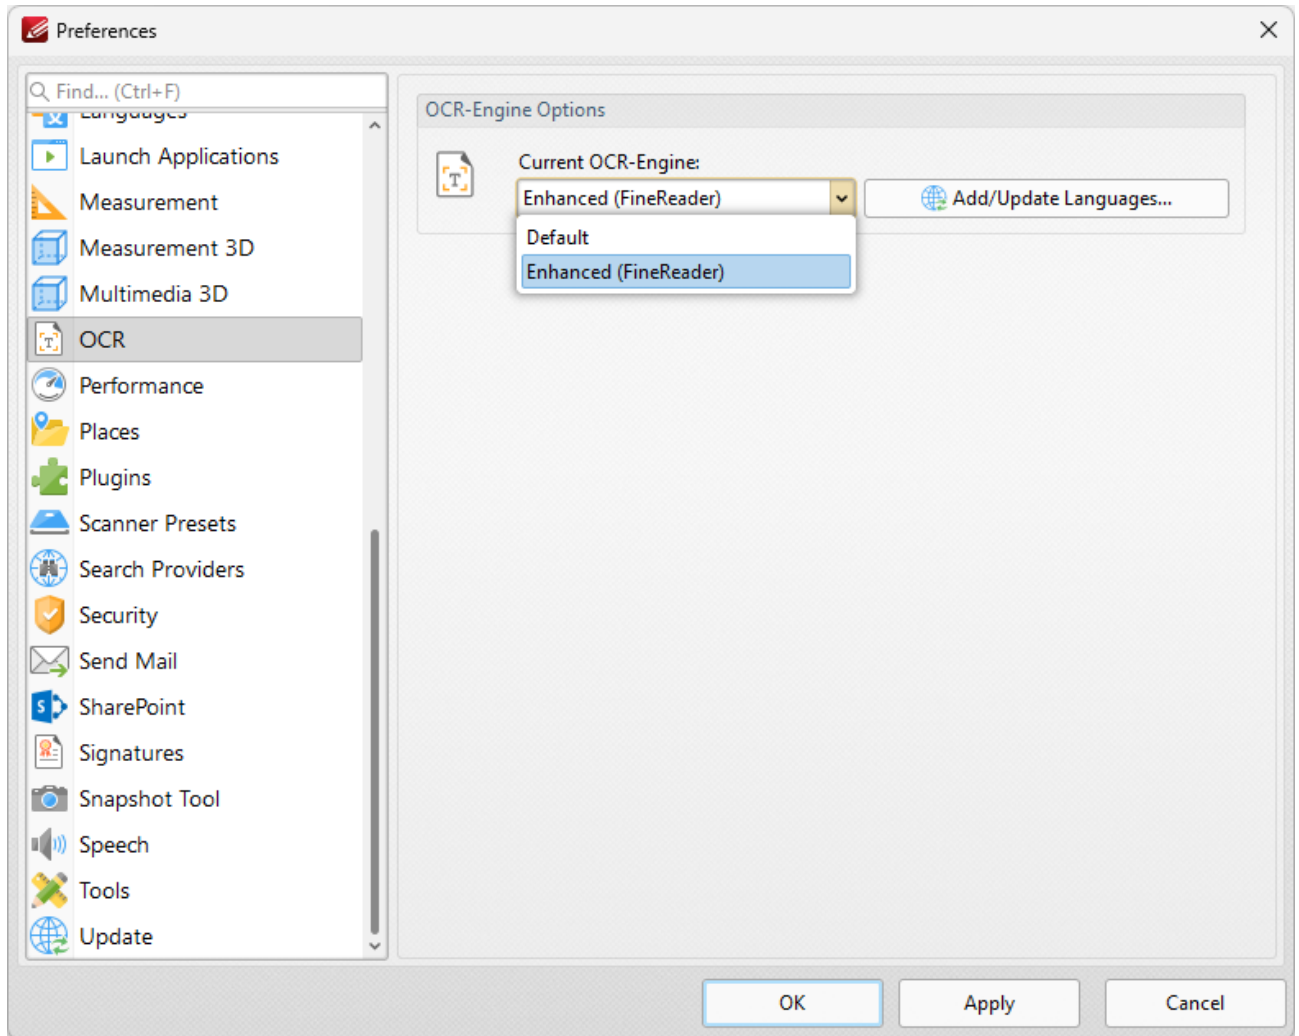 Preferences
Find... (Ctrl+F)
Languages
Launch Applications
Measurement
Measurement 3D
Multimedia 3D
OCR
Performance
Places
Plugins
Scanner Presets
Search Providers
Security
Send Mail
SharePoint
Signatures
Snapshot Tool
Speech
Tools
Update
OCR-Engine Options
Current OCR-Engine:
Enhanced (FineReader)
Add/Update Languages...
Default
Enhanced (FineReader)
OK
Apply
Cancel